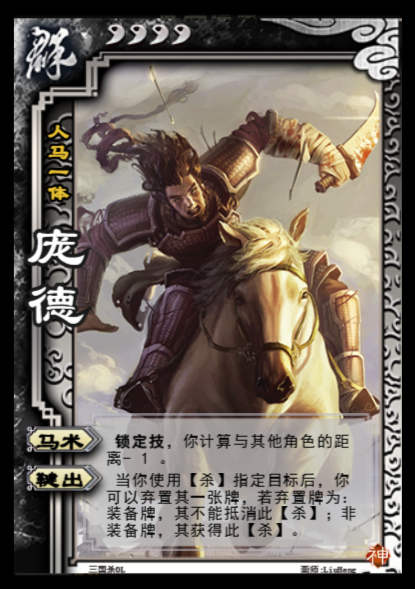 群
人马一体
庞德
马术
锁定技，你计算与其他角色的距
离-1。
鞬出
当你使用【杀】指定目标后，你
可以弃置其一张牌，若弃置牌为：
装备牌，其不能抵消此【杀】；非
装备牌，其获得此【杀】。
神
三国杀OL
画师:LiuHeng